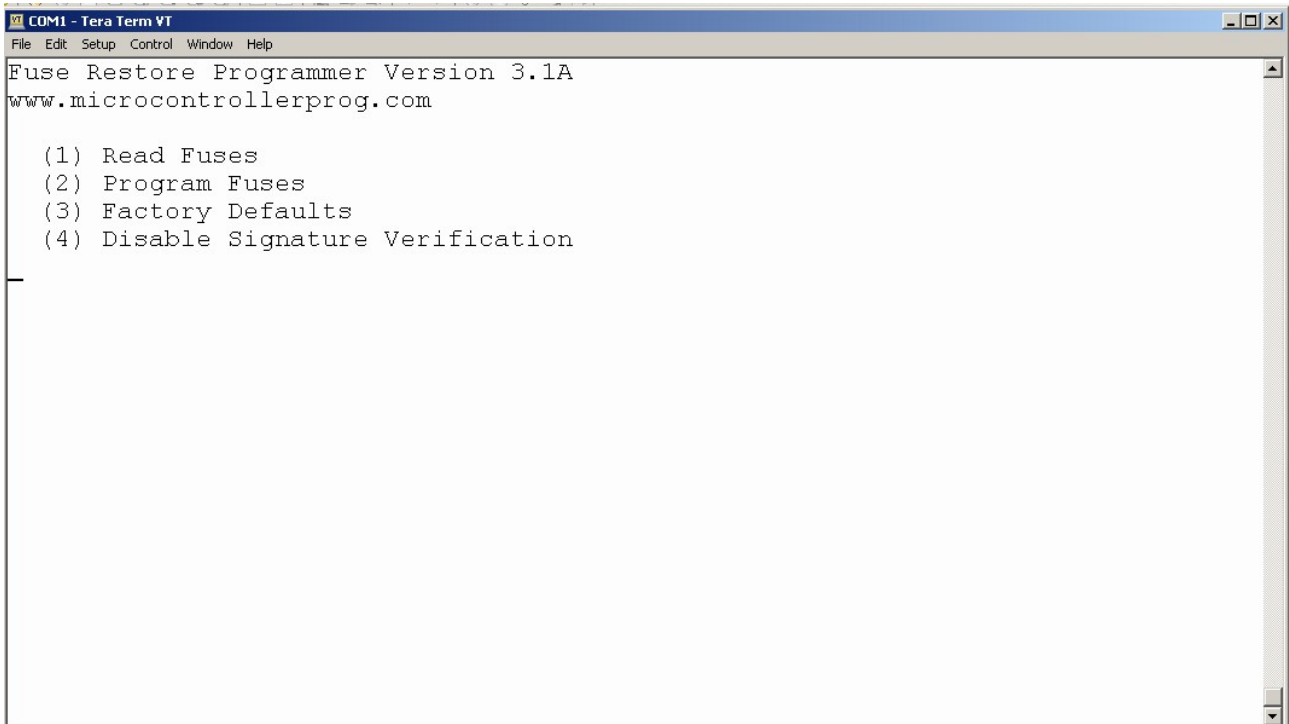 COM1 - Tera Term VT
File Edit Setup Control Window Help
Fuse Restore Programmer Version 3.1A
www.microcontrollerprog.com
(1) Read Fuses
(2) Program Fuses
(3) Factory Defaults
(4) Disable Signature Verification